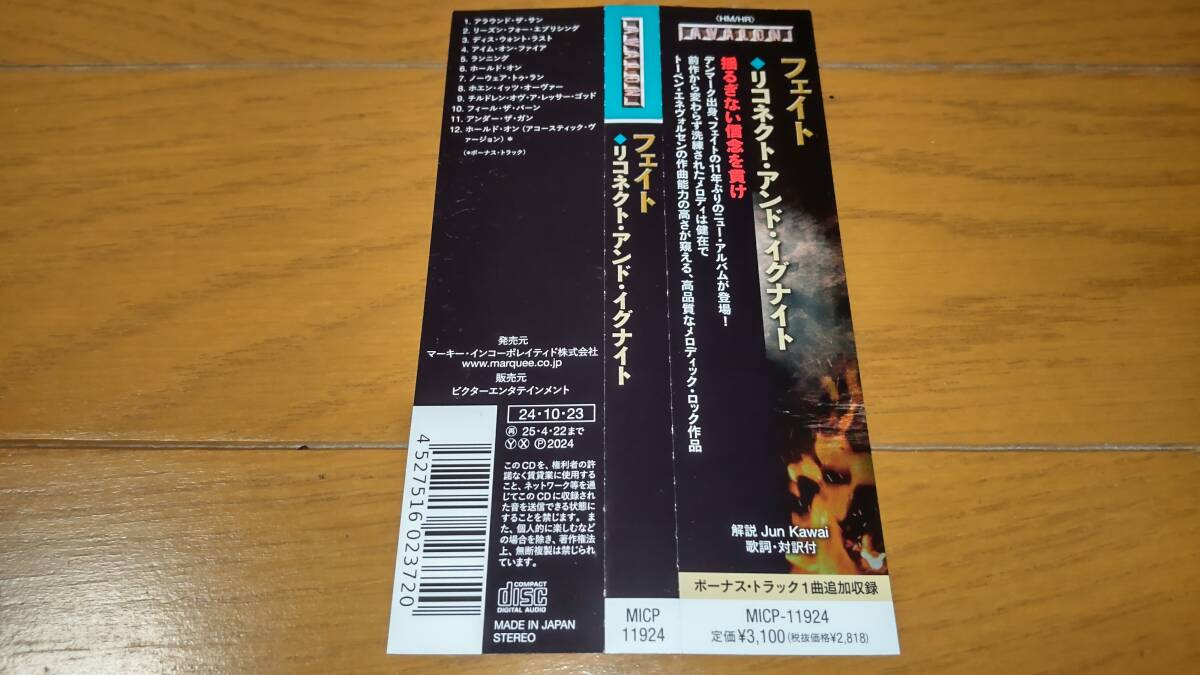 1. アラウンド・ザ・サン
2. リーズン・フォー・エブリシング
3. ディス・ウォント・ラスト
4. アイム・オン・ファイア
5. ランニング
6. ホールド・オン
7. ノーウェア・トゥ・ラン
8. ホエン・イッツ・オーヴァー
9. チルドレン・オヴ・ア・レッサー・ゴッド
10. フィール・ザ・バーン
11. アンダー・ザ・ガン
12. ホールド・オン(アコースティック・ヴ
ァージョン)*
(*ボーナス・トラック)
発売元
マーキー・インコーポレイティド株式会社
www.marquee.co.jp
販売元
ビクターエンタテインメント
24・10・23
再 25・4・22まで
Ⓨ Ⓧ Ⓟ2024
このCDを、権利者の許
諾なく賃貸業に使用する
こと、ネットワーク等を通
じてこのCDに収録され
た音を送信できる状態に
することを禁じます。ま
た、個人的に楽しむなど
の場合を除き、著作権法
上、無断複製は禁じられ
ています。
COMPACT
disc
DIGITAL AUDIO
MADE IN JAPAN
STEREO
4527516023720
AVALON
フェイト
◆リコネクト・アンド・イグナイト
MICP
11924
〈HM/HR〉
AVALON
フェイト
◆リコネクト・アンド・イグナイト
揺るぎない信念を貫け
デンマーク出身、フェイトの11年ぶりのニュー・アルバムが登場!
前作から変わらず洗練されたメロディは健在で
トーベン・エネヴォルセンの作曲能力の高さが窺える、高品質なメロディック・ロック作品
解説 Jun Kawai
歌詞・対訳付
ボーナス・トラック1曲追加収録
MICP-11924
定価¥3,100(税抜価格¥2,818)